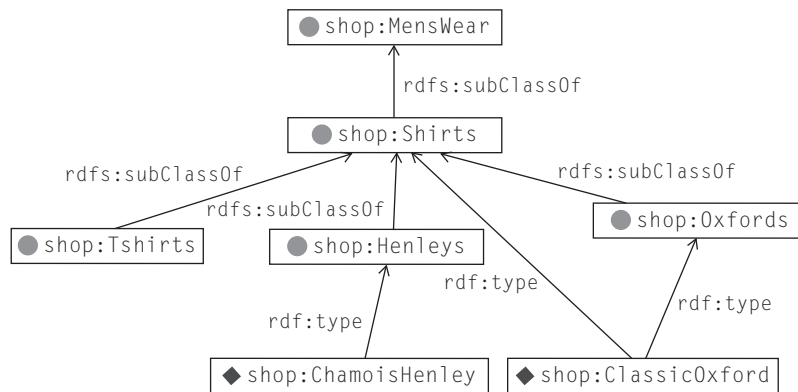 shop:MensWear
rdfs:subClassOf
shop:Shirts
rdfs:subClassOf
rdfs:subClassOf
rdfs:subClassOf
shop:Tshirts
shop:Henleys
shop:Oxfords
rdf:type
rdf:type
rdf:type
shop:ChamoisHenley
shop:ClassicOxford